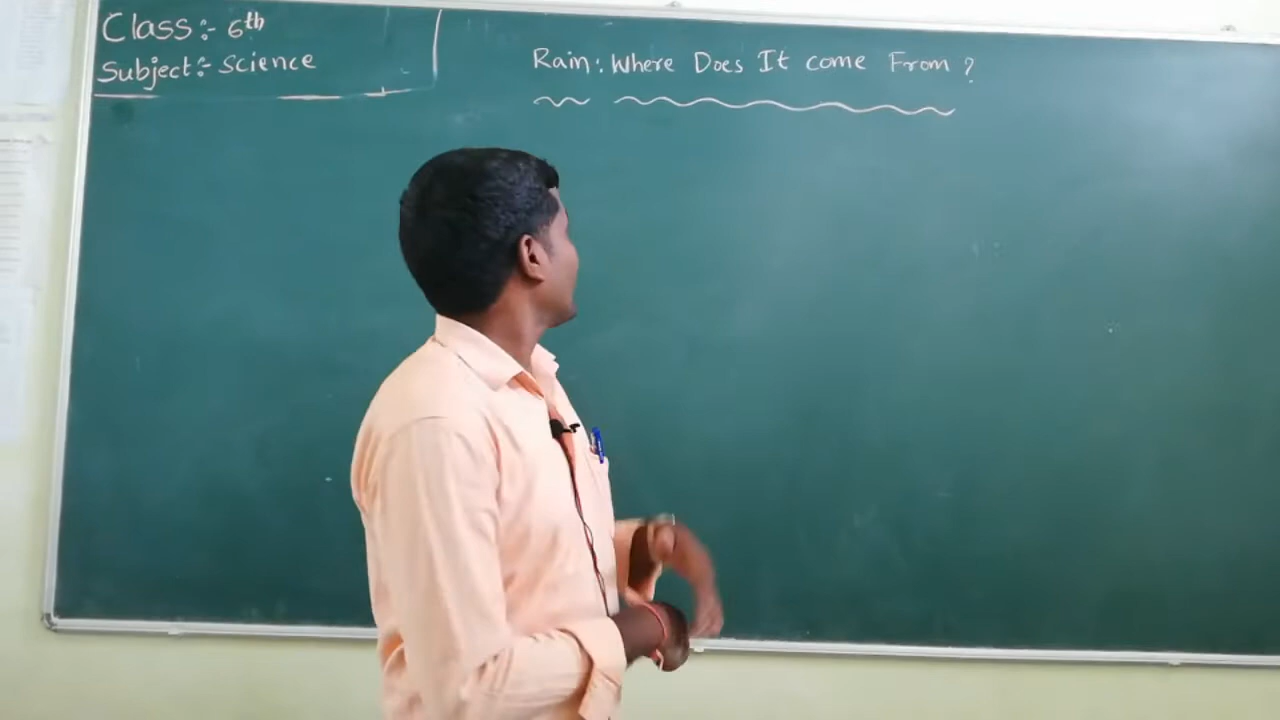 Class:- 6th
Subject:- Science
Rain: Where Does It come From ?